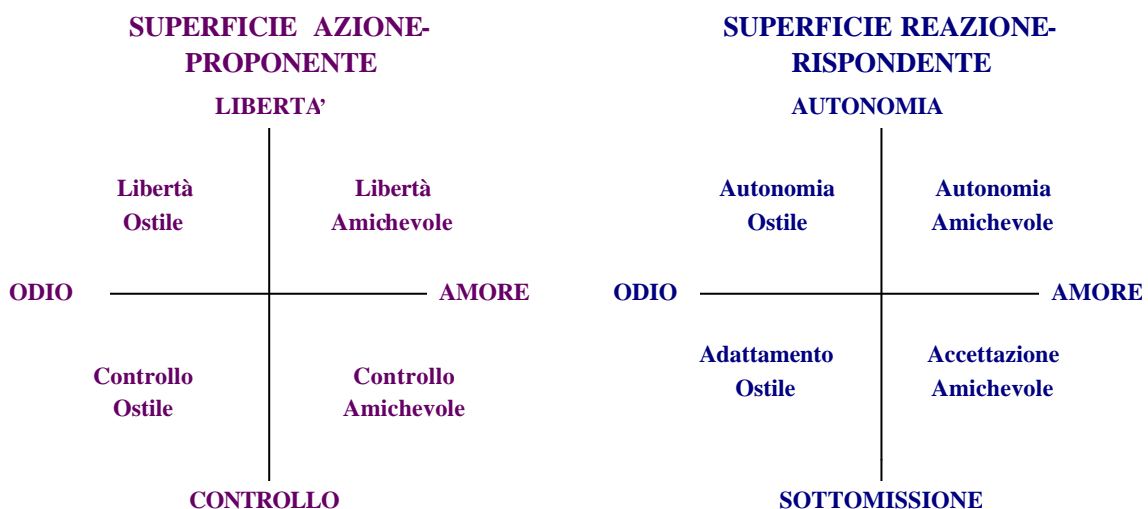 SUPERFICIE AZIONE-
PROPONENTE
LIBERTA’
Libertà
Ostile
Libertà
Amichevole
ODIO
AMORE
Controllo
Ostile
Controllo
Amichevole
CONTROLLO
SUPERFICIE REAZIONE-
RISPONDENTE
AUTONOMIA
Autonomia
Ostile
Autonomia
Amichevole
ODIO
AMORE
Adattamento
Ostile
Accettazione
Amichevole
SOTTOMISSIONE